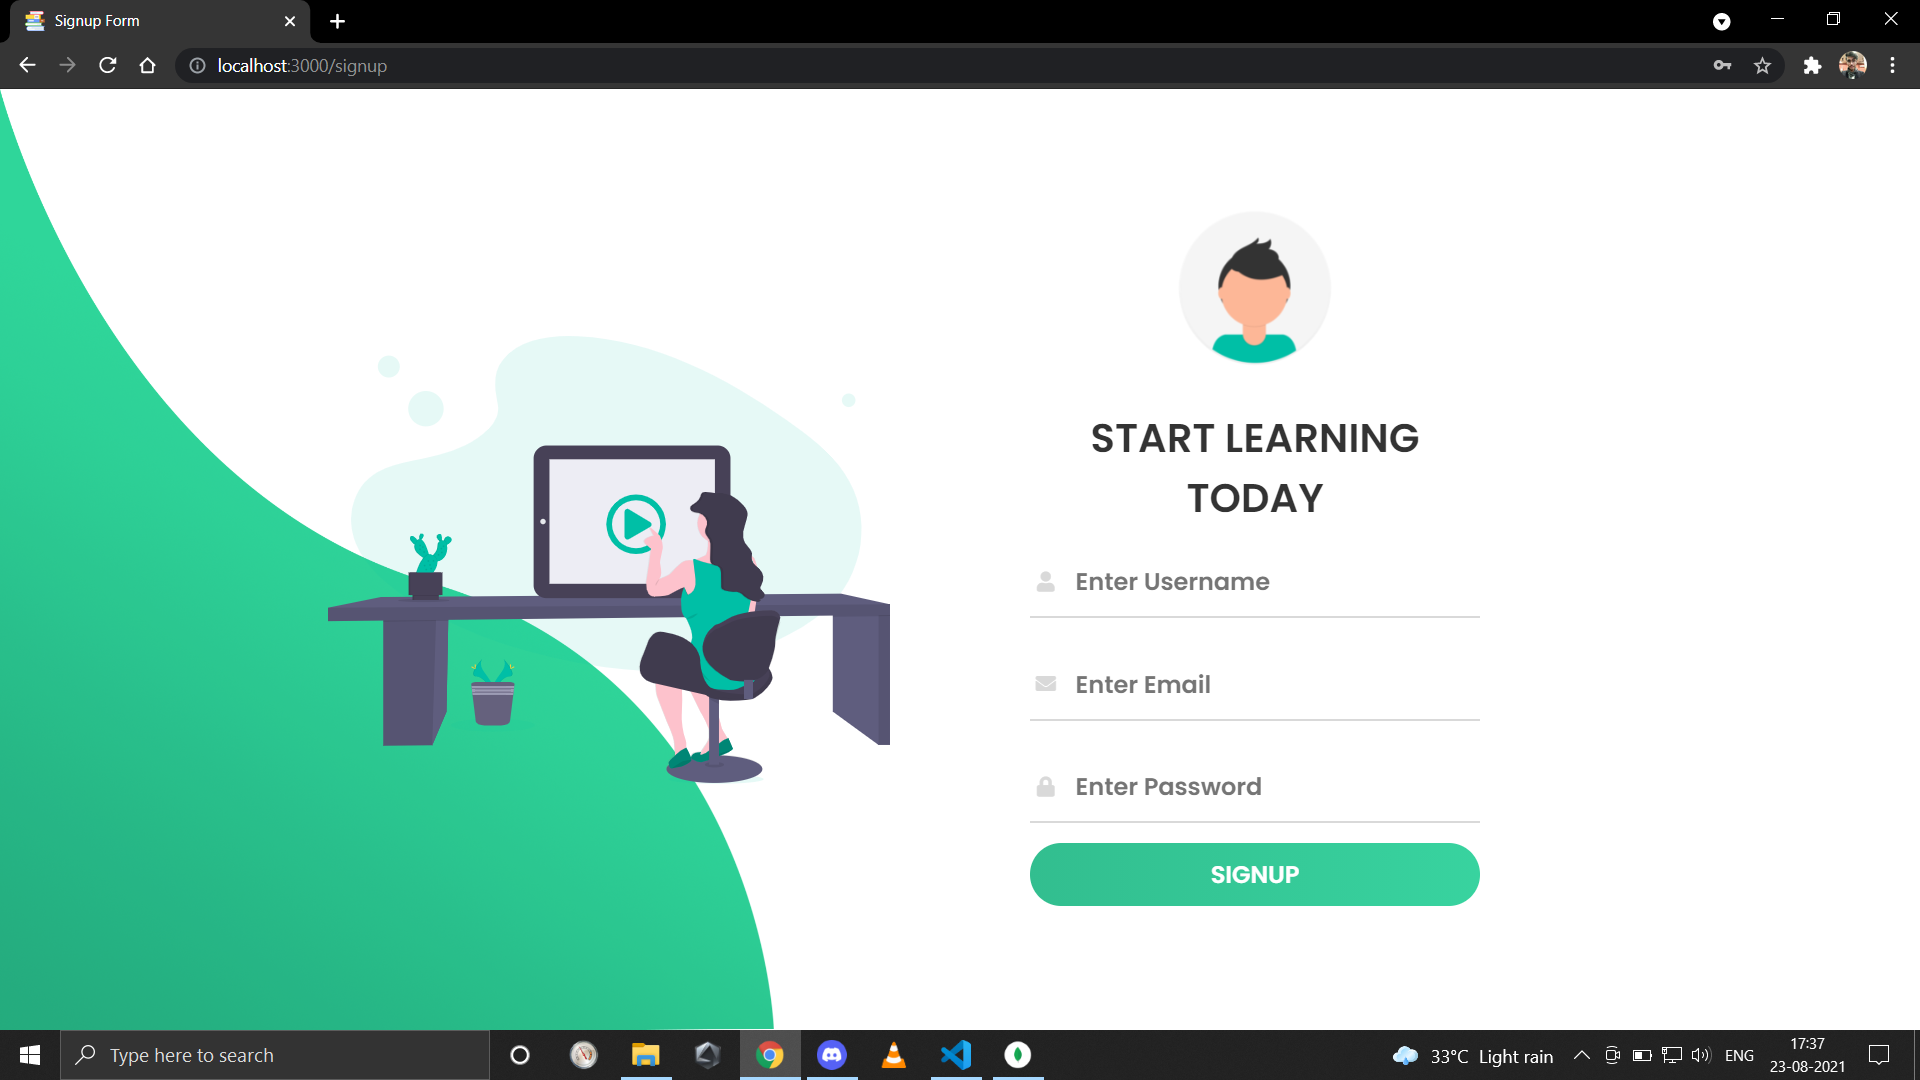 Signup Form
localhost:3000/signup
START LEARNING
TODAY
Enter Username
Enter Email
Enter Password
SIGNUP
Type here to search
33°C Light rain
ENG
17:37
23-08-2021